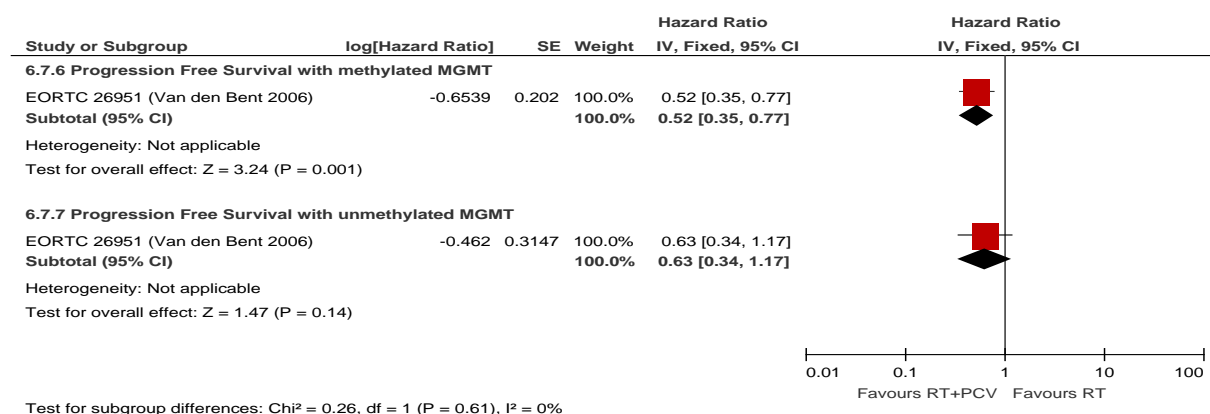 Hazard Ratio Hazard Ratio
Study or Subgroup log[Hazard Ratio] SE Weight IV, Fixed, 95% CI IV, Fixed, 95% CI
6.7.6 Progression Free Survival with methylated MGMT
EORTC 26951 (Van den Bent 2006) -0.6539 0.202 100.0% 0.52 [0.35, 0.77]
Subtotal (95% CI) 100.0% 0.52 [0.35, 0.77]
Heterogeneity: Not applicable
Test for overall effect: Z = 3.24 (P = 0.001)
6.7.7 Progression Free Survival with unmethylated MGMT
EORTC 26951 (Van den Bent 2006) -0.462 0.3147 100.0% 0.63 [0.34, 1.17]
Subtotal (95% CI) 100.0% 0.63 [0.34, 1.17]
Heterogeneity: Not applicable
Test for overall effect: Z = 1.47 (P = 0.14)
0.01 0.1 1 10 100
Favours RT+PCV Favours RT
Test for subgroup differences: Chi² = 0.26, df = 1 (P = 0.61), I² = 0%